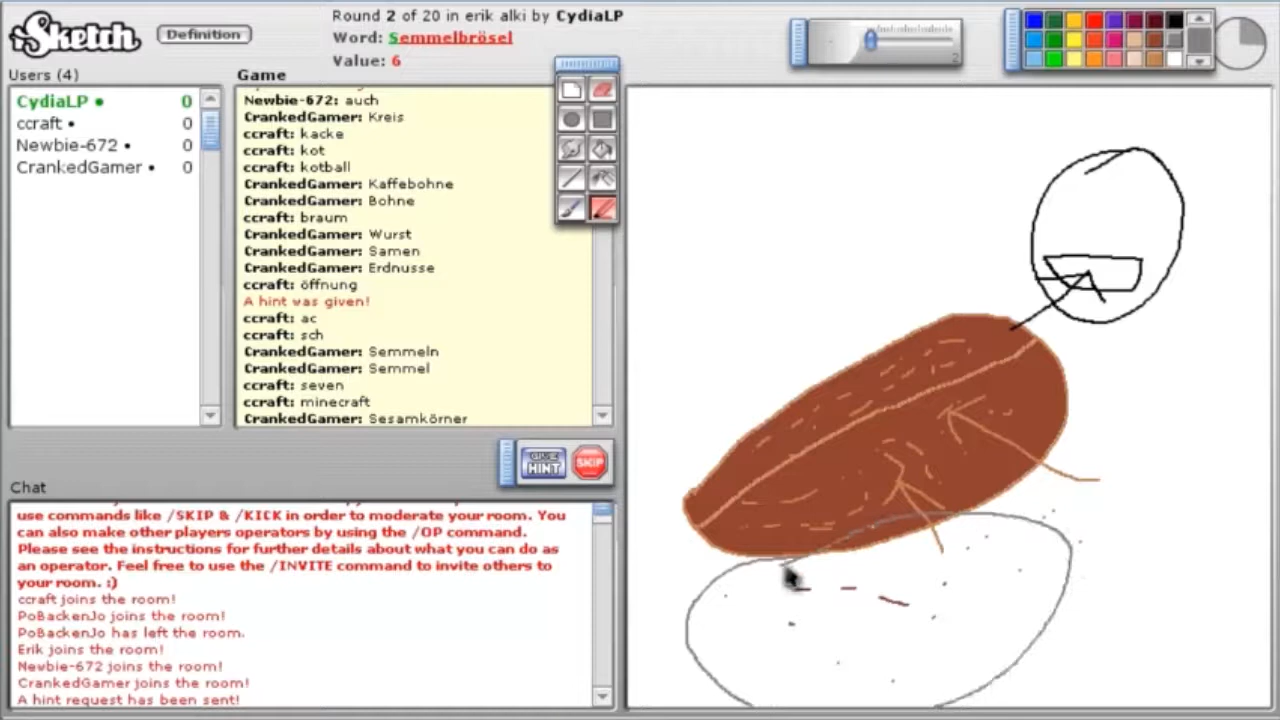 iSketch
Definition
Round 2 of 20 in erik alki by CydiaLP
Word: Semmelbrösel
Value: 6
2
Users (4)
CydiaLP • 0
ccraft • 0
Newbie-672 • 0
CrankedGamer • 0
Game
Newbie-672: auch
CrankedGamer: Kreis
ccraft: kacke
ccraft: kot
ccraft: kotball
CrankedGamer: Kaffebohne
CrankedGamer: Bohne
ccraft: braum
CrankedGamer: Wurst
CrankedGamer: Samen
CrankedGamer: Erdnusse
ccraft: öffnung
A hint was given!
ccraft: ac
ccraft: sch
CrankedGamer: Semmeln
CrankedGamer: Semmel
ccraft: seven
ccraft: minecraft
CrankedGamer: Sesamkörner
GIVE HINT
SKIP
Chat
use commands like /SKIP & /KICK in order to moderate your room. You
can also make other players operators by using the /OP command.
Please see the instructions for further details about what you can do as
an operator. Feel free to use the /INVITE command to invite others to
your room. :)
ccraft joins the room!
PoBackenJo joins the room!
PoBackenJo has left the room.
Erik joins the room!
Newbie-672 joins the room!
CrankedGamer joins the room!
A hint request has been sent!